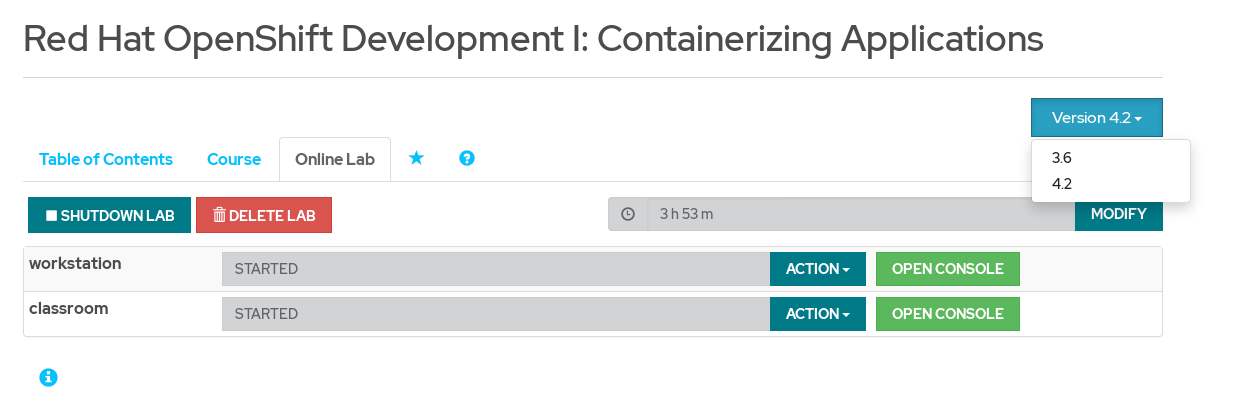 Red Hat OpenShift Development I: Containerizing Applications
Version 4.2
3.6
4.2
Table of Contents
Course
Online Lab
SHUTDOWN LAB
DELETE LAB
3 h 53 m
MODIFY
workstation
STARTED
ACTION
OPEN CONSOLE
classroom
STARTED
ACTION
OPEN CONSOLE